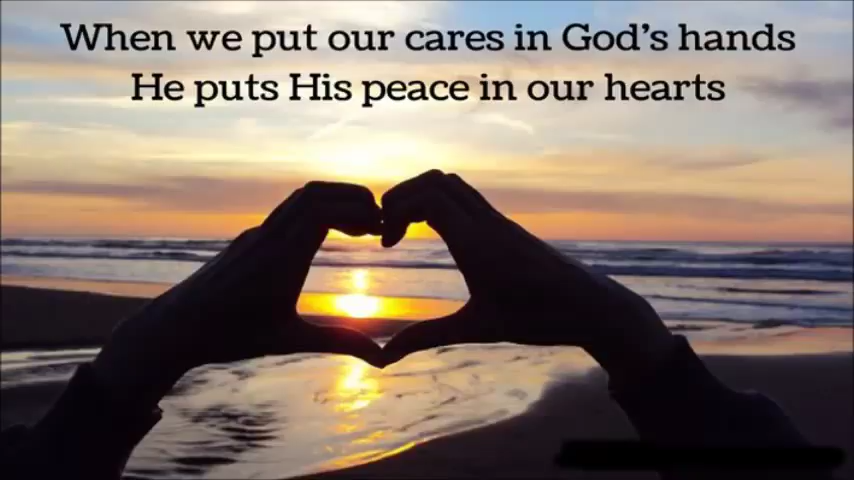 When we put our cares in God's hands
He puts His peace in our hearts